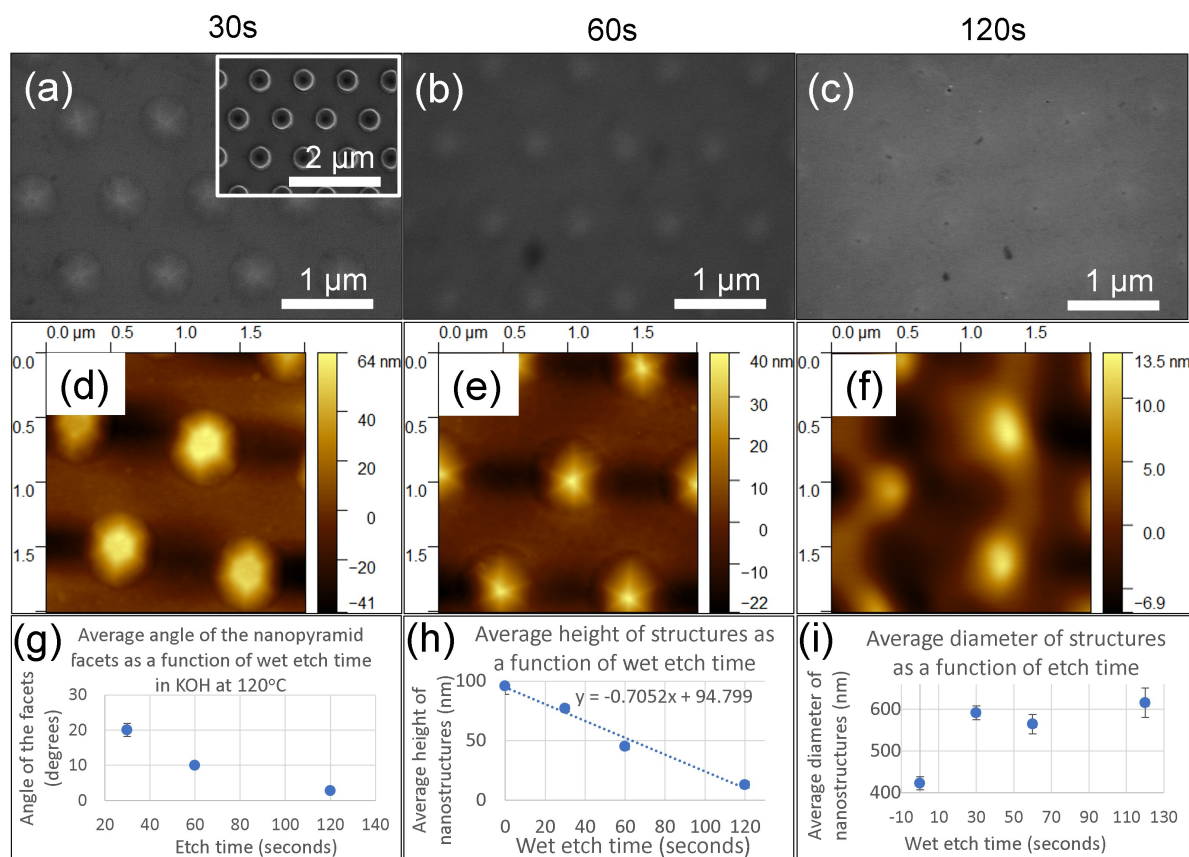 30s 60s 120s
(a) (b) (c)
2 μm
1 μm 1 μm 1 μm
0.0 μm 0.5 1.0 1.5 0.0 μm 0.5 1.0 1.5 0.0 μm 0.5 1.0 1.5
(d) (e) (f)
0.0 0.5 1.0 1.5
64 nm 40 20 0 −20 −41
0.0 0.5 1.0 1.5
40 nm 30 20 10 0 −10 −22
0.0 0.5 1.0 1.5
13.5 nm 10.0 5.0 0.0 −6.9
(g)
Average angle of the nanopyramid
facets as a function of wet etch time
in KOH at 120°C
Angle of the facets
(degrees)
30
20
10
0
20 40 60 80 100 120 140
Etch time (seconds)
(h)
Average height of structures as
a function of wet etch time
y = -0.7052x + 94.799
Average height of
nanostructures (nm)
100
50
0
0 20 40 60 80 100 120
Wet etch time (seconds)
(i)
Average diameter of structures
as a function of etch time
Average diameter of
nanostructures (nm)
600
500
400
-10 10 30 50 70 90 110 130
Wet etch time (seconds)